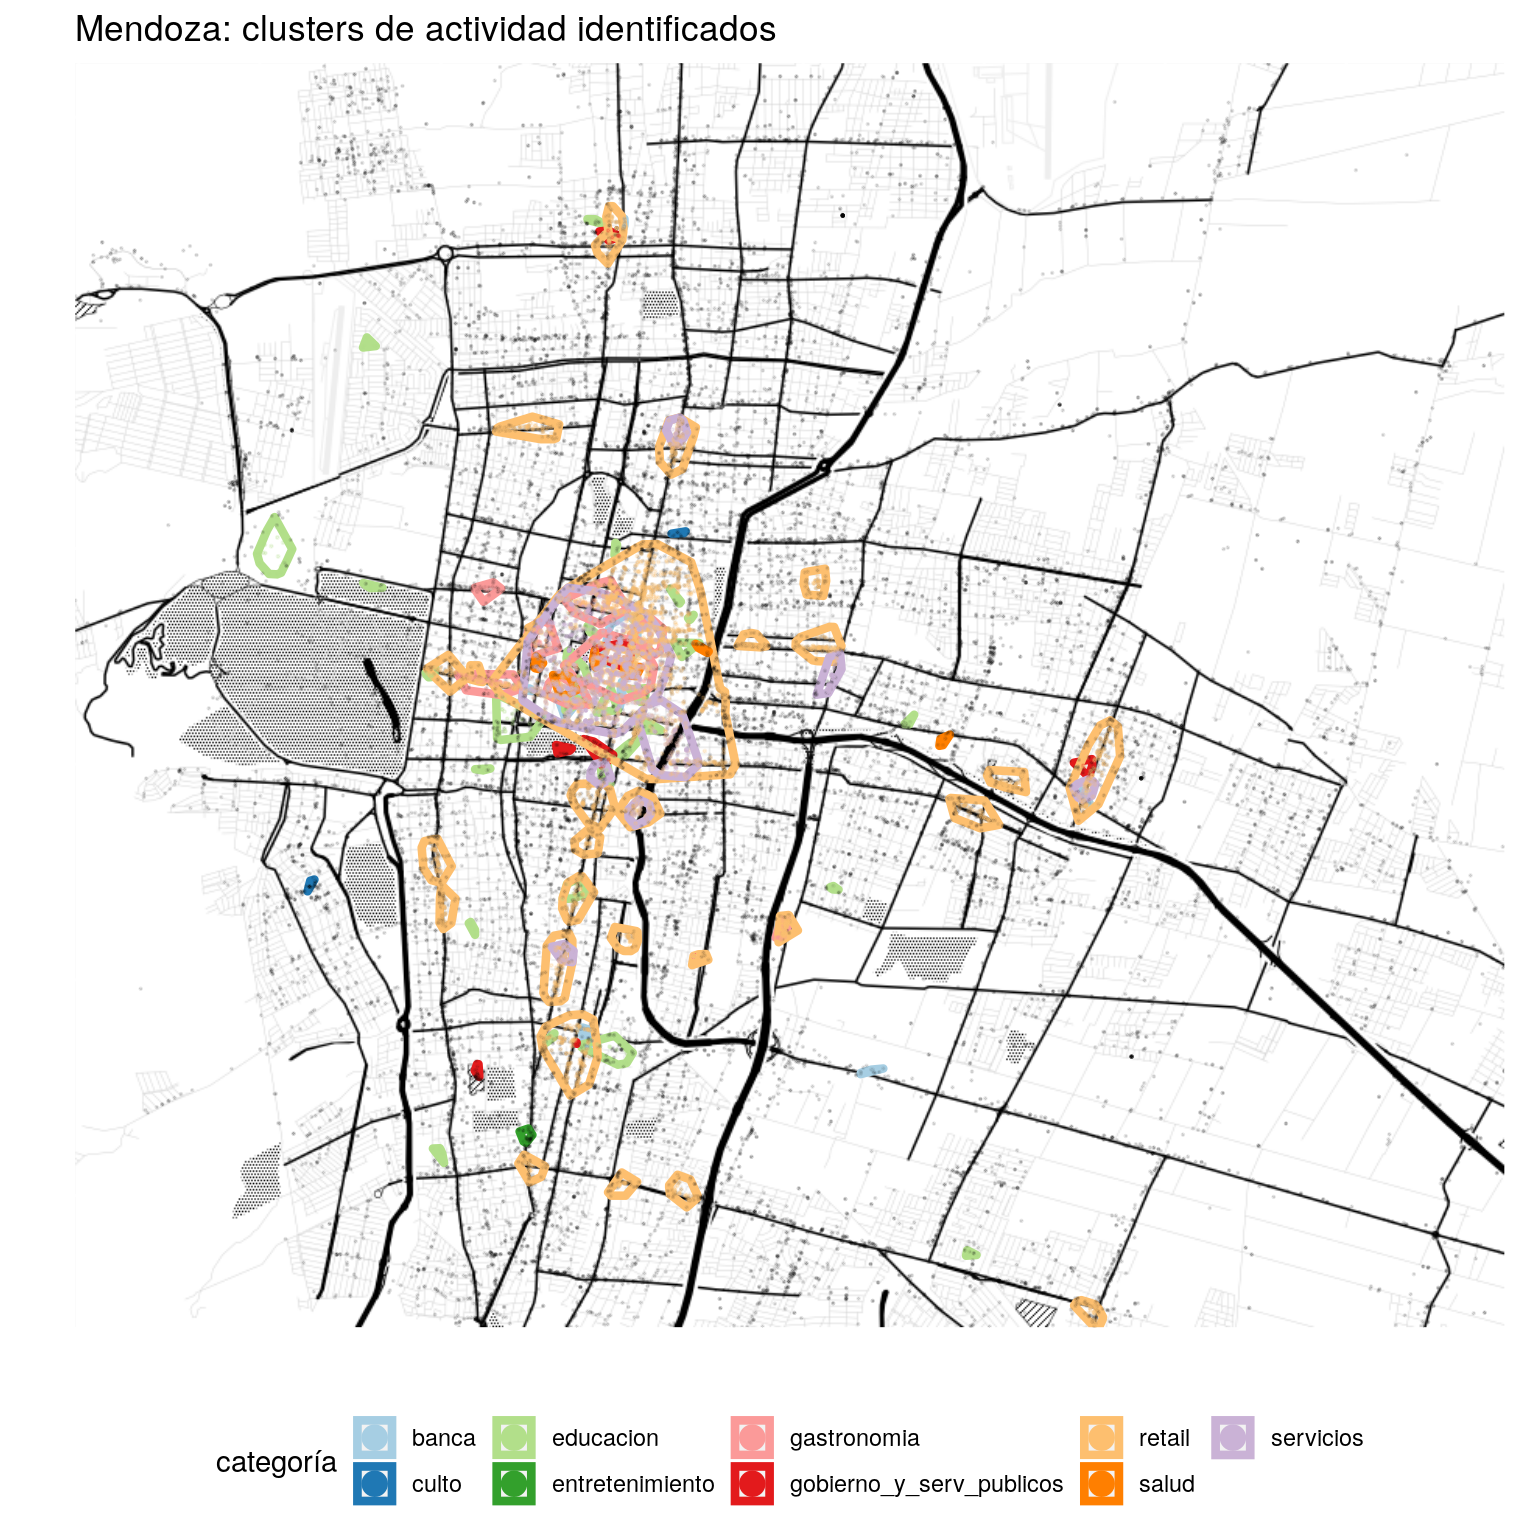 Mendoza: clusters de actividad identificados
categoría
banca
educacion
gastronomia
retail
servicios
culto
entretenimiento
gobierno_y_serv_publicos
salud